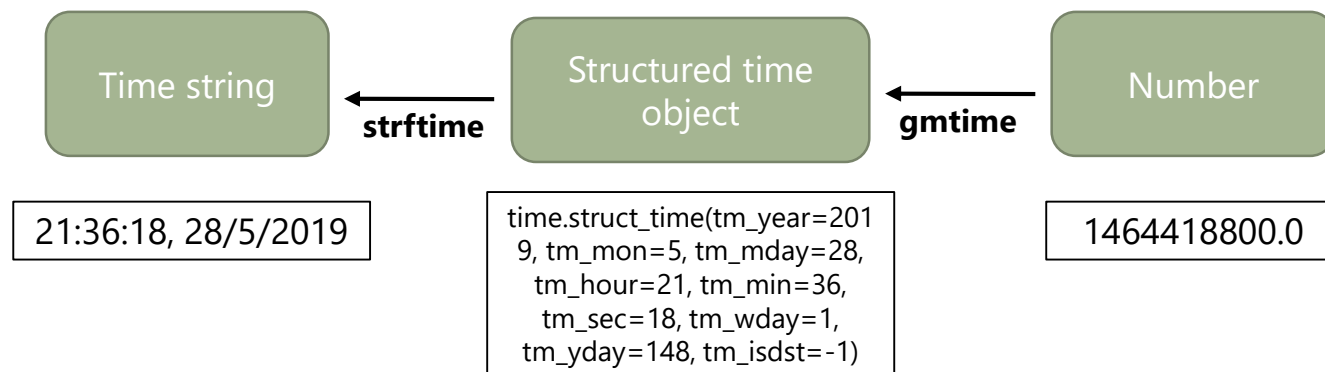 Time string
strftime
Structured time
object
gmtime
Number
21:36:18, 28/5/2019
time.struct_time(tm_year=201
9, tm_mon=5, tm_mday=28,
tm_hour=21, tm_min=36,
tm_sec=18, tm_wday=1,
tm_yday=148, tm_isdst=-1)
1464418800.0